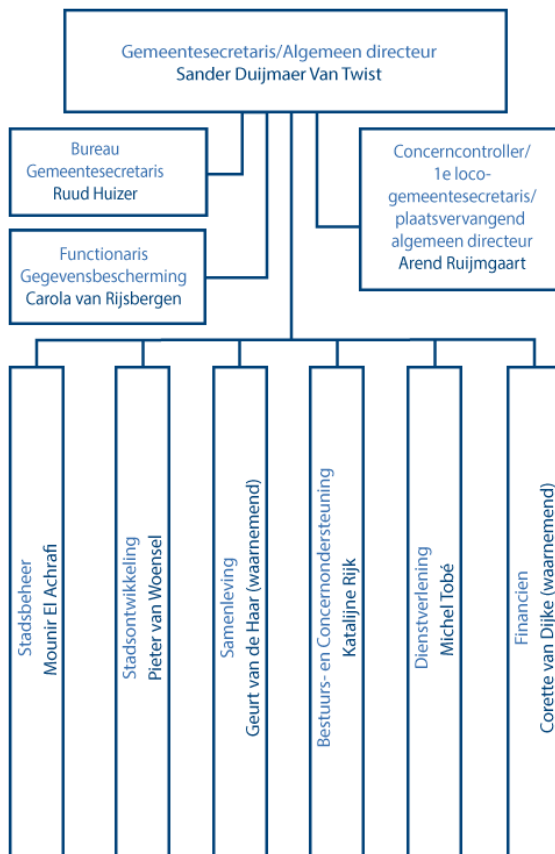 Gemeentesecretaris/Algemeen directeur
Sander Duijmaer Van Twist
Bureau
Gemeentesecretaris
Ruud Huizer
Concerncontroller/
1e loco-
gemeentesecretaris/
plaatsvervangend
algemeen directeur
Arend Ruijmgaart
Functionaris
Gegevensbescherming
Carola van Rijsbergen
Stadsbeheer
Mounir El Achrafi
Stadsontwikkeling
Pieter van Woensel
Samenleving
Geurt van de Haar (waarnemend)
Bestuurs- en Concernondersteuning
Katalijne Rijk
Dienstverlening
Michel Tobé
Financien
Corette van Dijke (waarnemend)